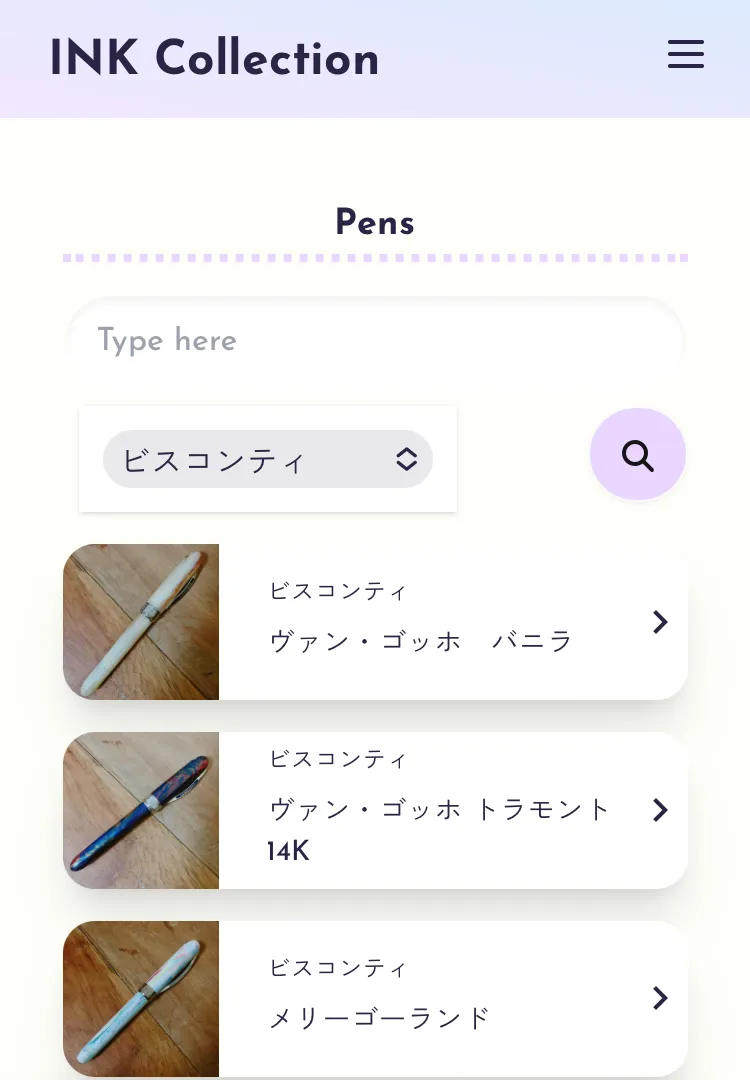 INK Collection
Pens
Type here
ビスコンティ
ビスコンティ
ヴァン・ゴッホ　バニラ
ビスコンティ
ヴァン・ゴッホ トラモント
14K
ビスコンティ
メリーゴーランド